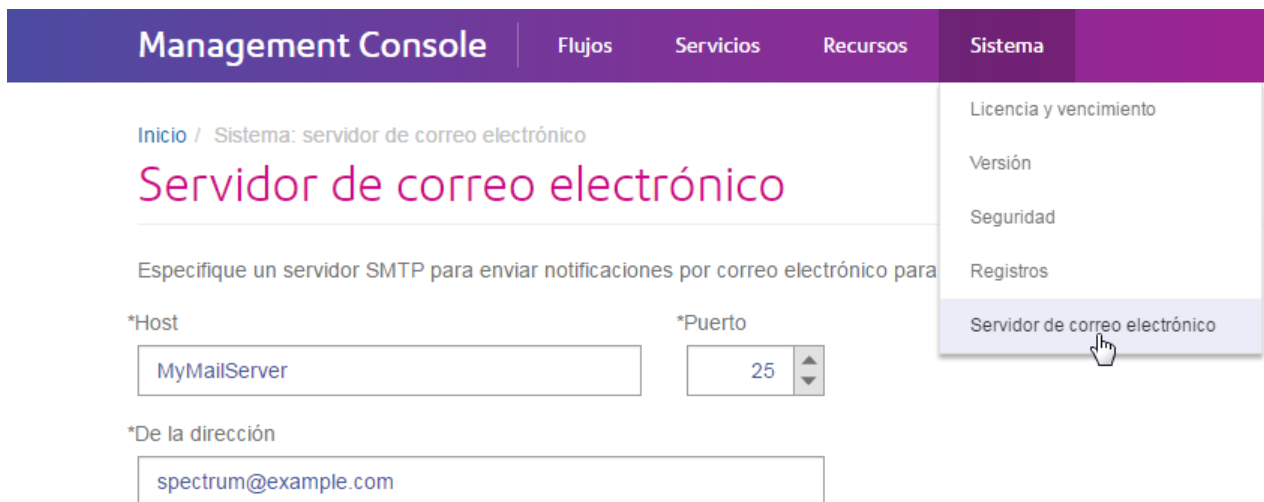 Management Console Flujos Servicios Recursos Sistema
Licencia y vencimiento
Versión
Seguridad
Registros
Servidor de correo electrónico
Inicio / Sistema: servidor de correo electrónico
Servidor de correo electrónico
Especifique un servidor SMTP para enviar notificaciones por correo electrónico para
*Host *Puerto
MyMailServer 25
*De la dirección
spectrum@example.com